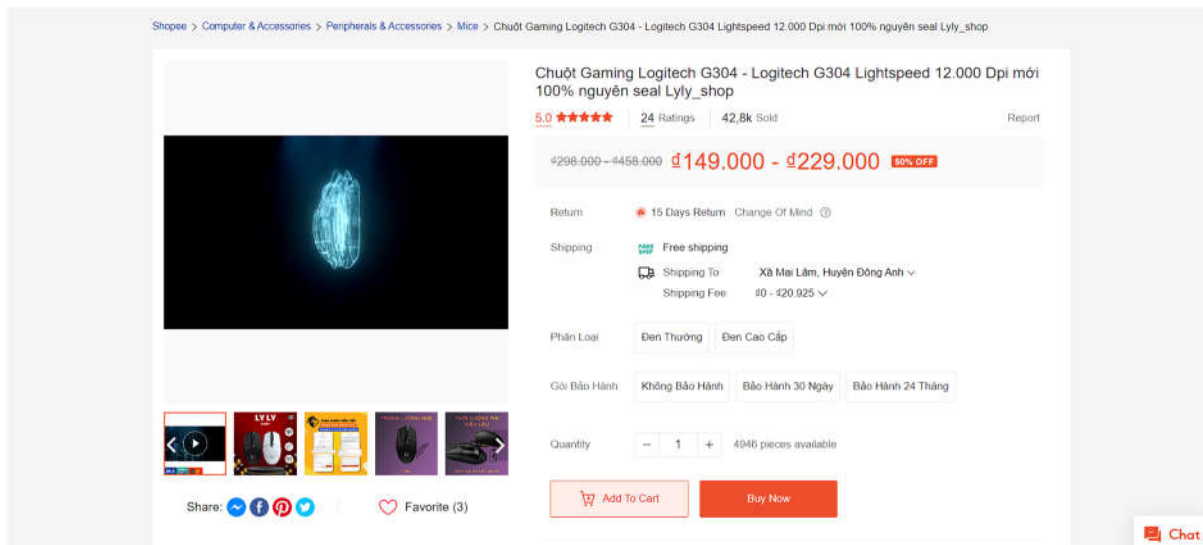 Shopee > Computer & Accessories > Peripherals & Accessories > Mice > Chuột Gaming Logitech G304 - Logitech G304 Lightspeed 12.000 Dpi mới 100% nguyên seal Lyly_shop
Chuột Gaming Logitech G304 - Logitech G304 Lightspeed 12.000 Dpi mới
100% nguyên seal Lyly_shop
5.0 24 Ratings 42,8k Sold Report
₫298.000 - ₫458.000 ₫149.000 - ₫229.000 50% OFF
Return 15 Days Return Change Of Mind
Shipping Free shipping
Shipping To Xã Mai Lâm, Huyện Đông Anh
Shipping Fee ₫0 - ₫20.925
Phân Loại Đen Thường Đen Cao Cấp
Gói Bảo Hành Không Bảo Hành Bảo Hành 30 Ngày Bảo Hành 24 Tháng
LYLY
Quantity - 1 + 4946 pieces available
Add To Cart Buy Now
Share: Favorite (3)
Chat